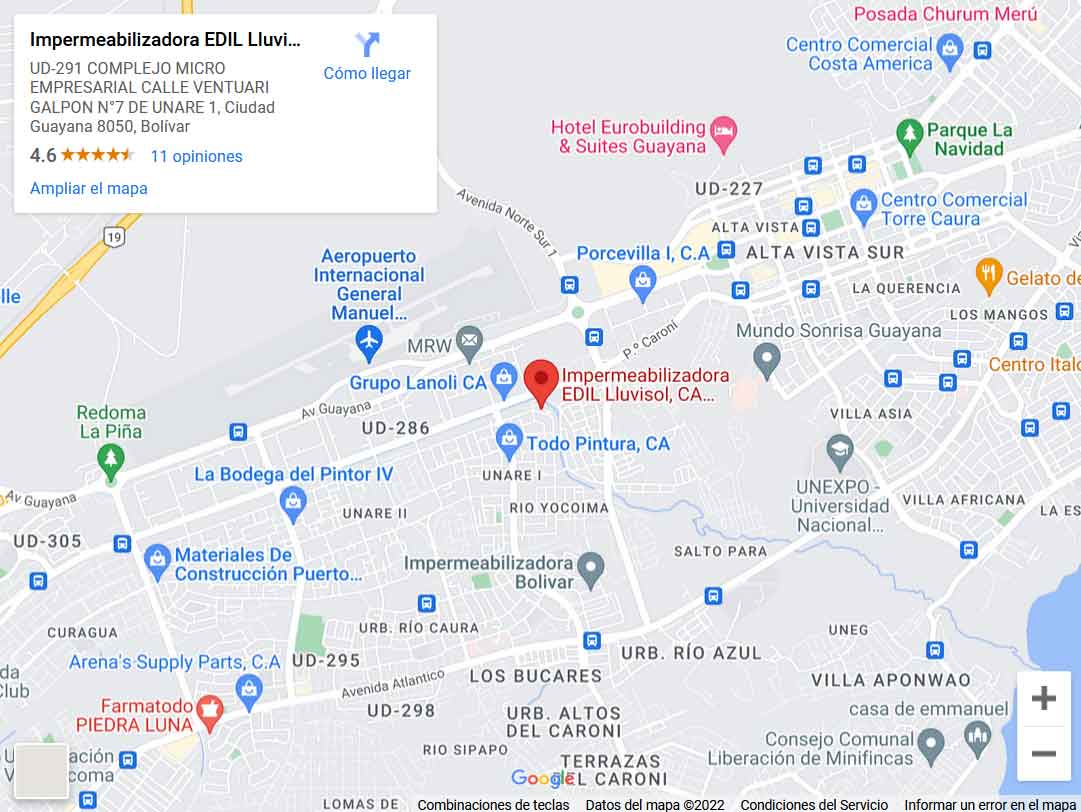 Impermeabilizadora EDIL Lluvi...
Cómo llegar
UD-291 COMPLEJO MICRO
EMPRESARIAL CALLE VENTUARI
GALPON N°7 DE UNARE 1, Ciudad
Guayana 8050, Bolívar
4.6 11 opiniones
Ampliar el mapa
Posada Churum Merú
Centro Comercial
Costa America
Hotel Eurobuilding
& Suites Guayana
Parque La
Navidad
UD-227
Avenida Norte Sur 1
Centro Comercial
Torre Caura
ALTA VISTA
19
Porcevilla I, C.A
ALTA VISTA SUR
Aeropuerto
Internacional
General
Manuel...
Gelato de
LA QUERENCIA
lle
LOS MANGOS
P.º Caroní
Mundo Sonrisa Guayana
MRW
Centro Italo
Grupo Lanoli CA
Impermeabilizadora
EDIL Lluvisol, CA...
Av Guayana
Redoma
La Piña
VILLA ASIA
UD-286
Todo Pintura, CA
La Bodega del Pintor IV
UNARE I
UNEXPO -
Universidad
Nacional...
Av Guayana
VILLA AFRICANA
UNARE II
RIO YOCOIMA
LA ES
UD-305
SALTO PARA
Materiales De
Construcción Puerto...
Impermeabilizadora
Bolivar
CURAGUA
URB. RÍO CAURA
UNEG
URB. RÍO AZUL
Arena's Supply Parts, C.A
UD-295
LOS BUCARES
Avenida Atlantico
VILLA APONWAO
da
Club
Farmatodo
PIEDRA LUNA
UD-298
URB. ALTOS
DEL CARONI
casa de emmanuel
Consejo Comunal
Liberación de Minifincas
RIO SIPAPO
TERRAZAS
DEL CARONI
U
ación
V
coma
Google
LOMAS DE
Combinaciones de teclas
Datos del mapa ©2022
Condiciones del Servicio
Informar un error en el mapa